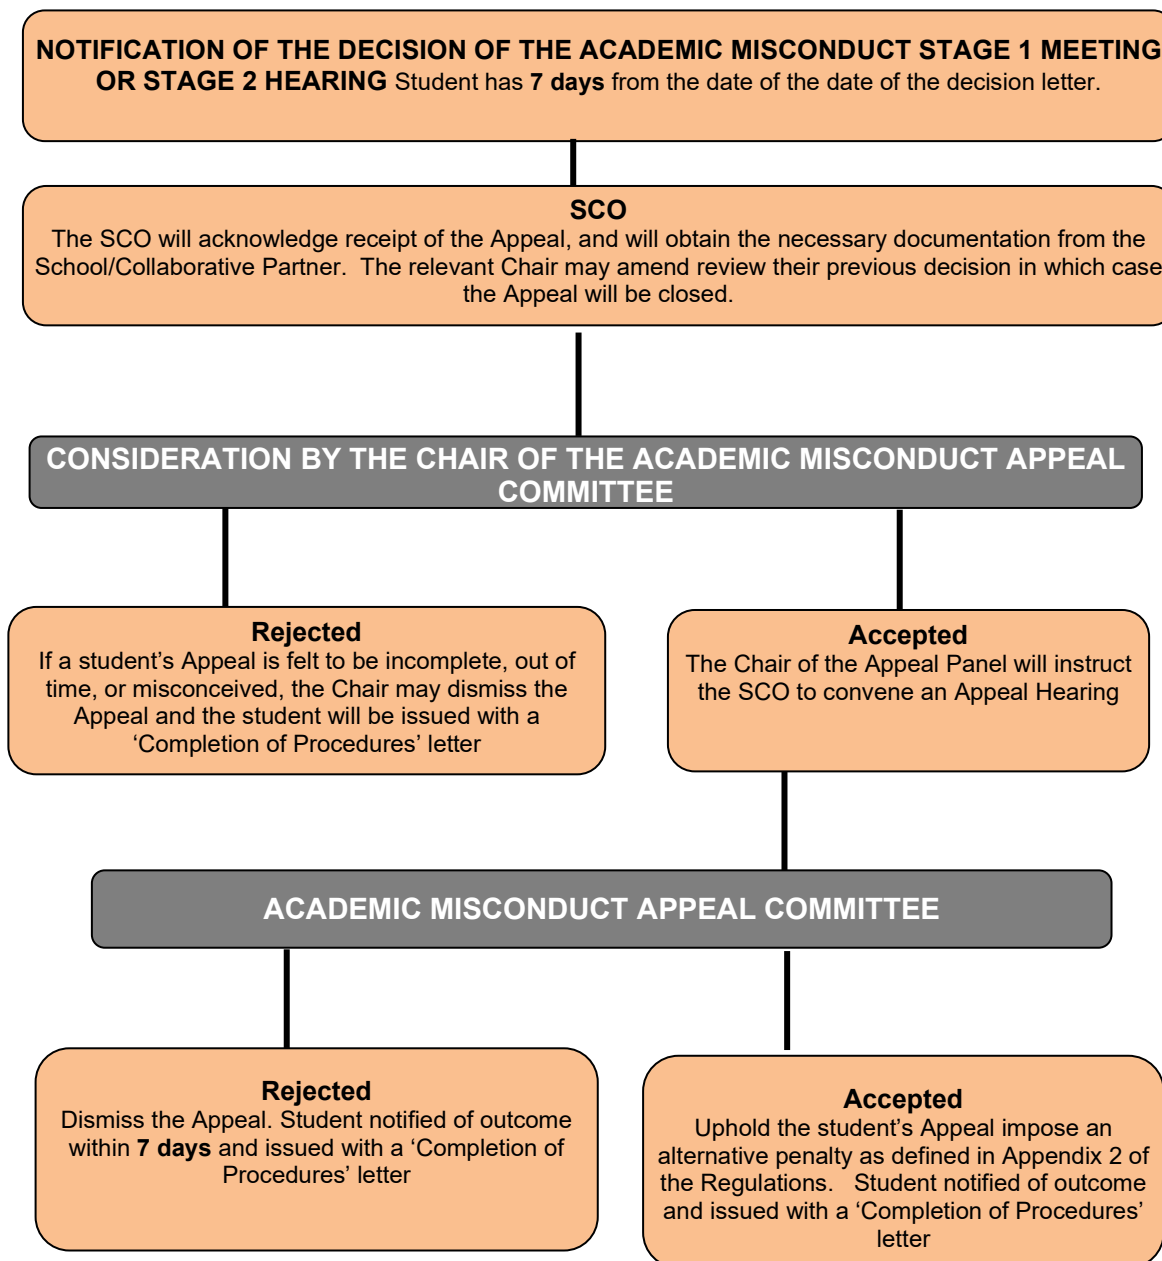 NOTIFICATION OF THE DECISION OF THE ACADEMIC MISCONDUCT STAGE 1 MEETING
OR STAGE 2 HEARING Student has 7 days from the date of the date of the decision letter.
SCO
The SCO will acknowledge receipt of the Appeal, and will obtain the necessary documentation from the
School/Collaborative Partner.  The relevant Chair may amend review their previous decision in which case
the Appeal will be closed.
CONSIDERATION BY THE CHAIR OF THE ACADEMIC MISCONDUCT APPEAL
COMMITTEE
Rejected
If a student’s Appeal is felt to be incomplete, out of
time, or misconceived, the Chair may dismiss the
Appeal and the student will be issued with a
‘Completion of Procedures’ letter
Accepted
The Chair of the Appeal Panel will instruct
the SCO to convene an Appeal Hearing
ACADEMIC MISCONDUCT APPEAL COMMITTEE
Rejected
Dismiss the Appeal. Student notified of outcome
within 7 days and issued with a ‘Completion of
Procedures’ letter
Accepted
Uphold the student’s Appeal impose an
alternative penalty as defined in Appendix 2 of
the Regulations.   Student notified of outcome
and issued with a ‘Completion of Procedures’
letter